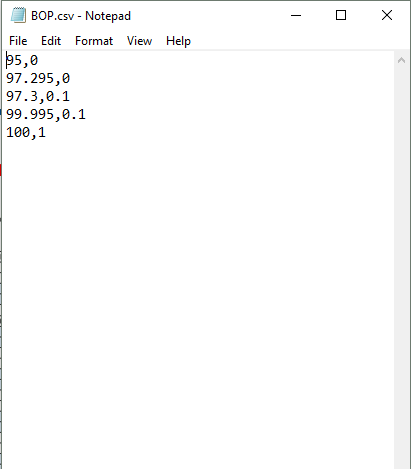 BOP.csv - Notepad
File Edit Format View Help
95,0
97.295,0
97.3,0.1
99.995,0.1
100,1